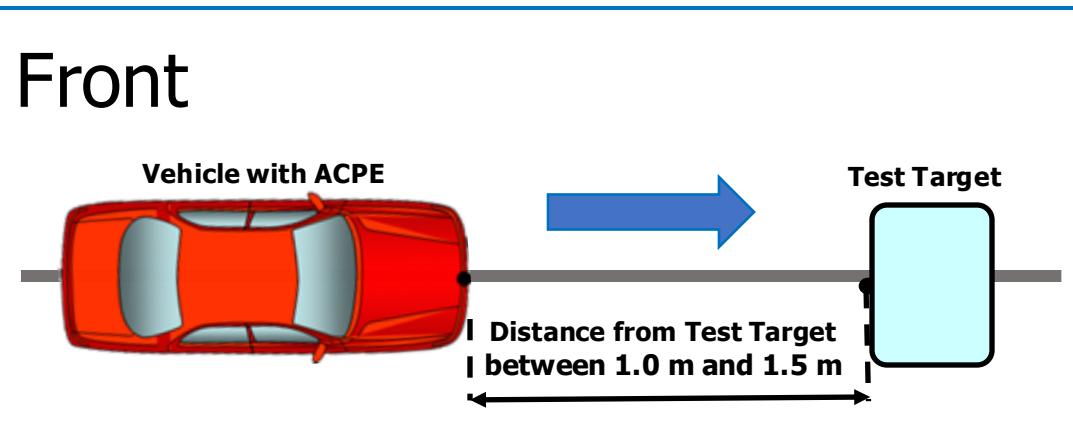 Front
Vehicle with ACPE
Test Target
Distance from Test Target
between 1.0 m and 1.5 m